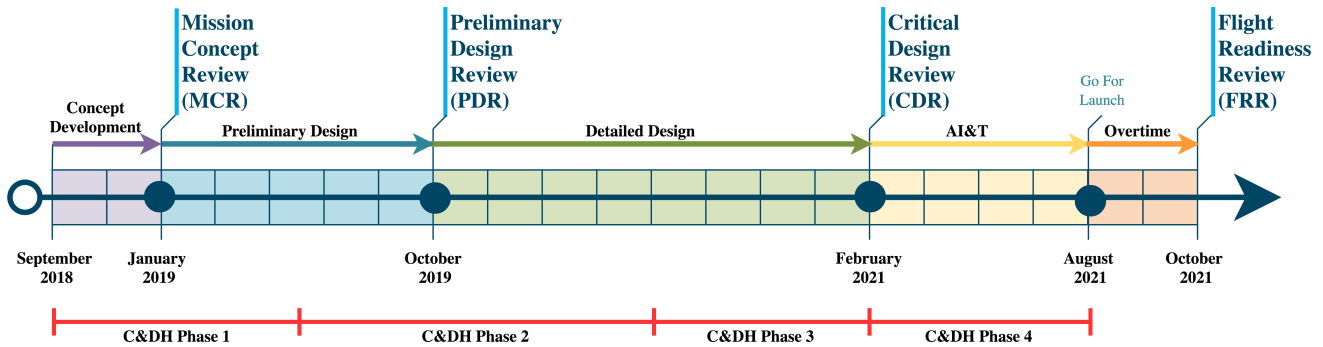 Mission
Concept
Review
(MCR)
Preliminary
Design
Review
(PDR)
Critical
Design
Review
(CDR)
Flight
Readiness
Review
(FRR)
Go For
Launch
Concept
Development
Preliminary Design
Detailed Design
AI&T
Overtime
September
2018
January
2019
October
2019
February
2021
August
2021
October
2021
C&DH Phase 1
C&DH Phase 2
C&DH Phase 3
C&DH Phase 4